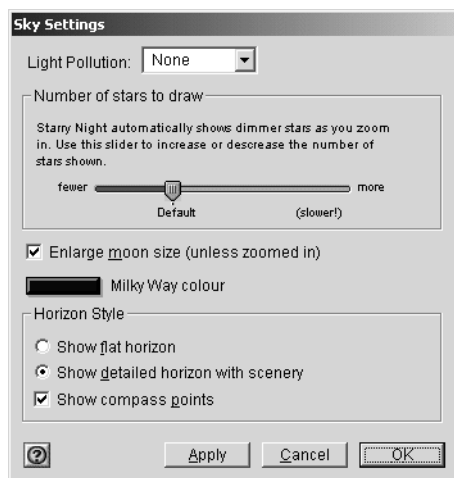 Sky Settings
Light Pollution: None
Number of stars to draw
Starry Night automatically shows dimmer stars as you zoom
in. Use this slider to increase or descrease the number of
stars shown.
fewer more
Default (slower!)
Enlarge moon size (unless zoomed in)
Milky Way colour
Horizon Style
Show flat horizon
Show detailed horizon with scenery
Show compass points
? Apply Cancel OK